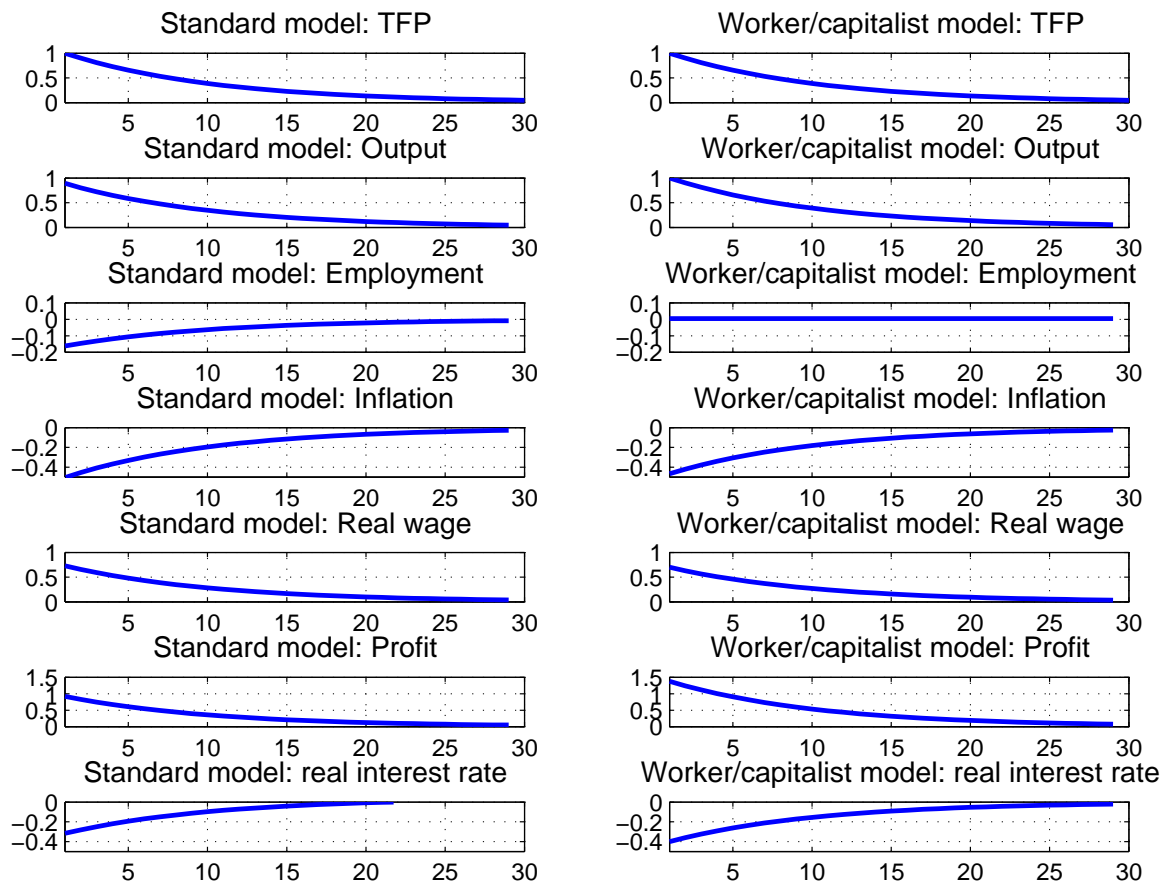 Standard model: TFP
1
0.5
0
5 10 15 20 25 30
Worker/capitalist model: TFP
1
0.5
0
5 10 15 20 25 30
Standard model: Output
1
0.5
0
5 10 15 20 25 30
Worker/capitalist model: Output
1
0.5
0
5 10 15 20 25 30
Standard model: Employment
0.1
0
−0.1
−0.2
5 10 15 20 25 30
Worker/capitalist model: Employment
0.1
0
−0.1
−0.2
5 10 15 20 25 30
Standard model: Inflation
0
−0.2
−0.4
5 10 15 20 25 30
Worker/capitalist model: Inflation
0
−0.2
−0.4
5 10 15 20 25 30
Standard model: Real wage
1
0.5
0
5 10 15 20 25 30
Worker/capitalist model: Real wage
1
0.5
0
5 10 15 20 25 30
Standard model: Profit
1.5
1
0.5
0
5 10 15 20 25 30
Worker/capitalist model: Profit
1.5
1
0.5
0
5 10 15 20 25 30
Standard model: real interest rate
0
−0.2
−0.4
5 10 15 20 25 30
Worker/capitalist model: real interest rate
0
−0.2
−0.4
5 10 15 20 25 30